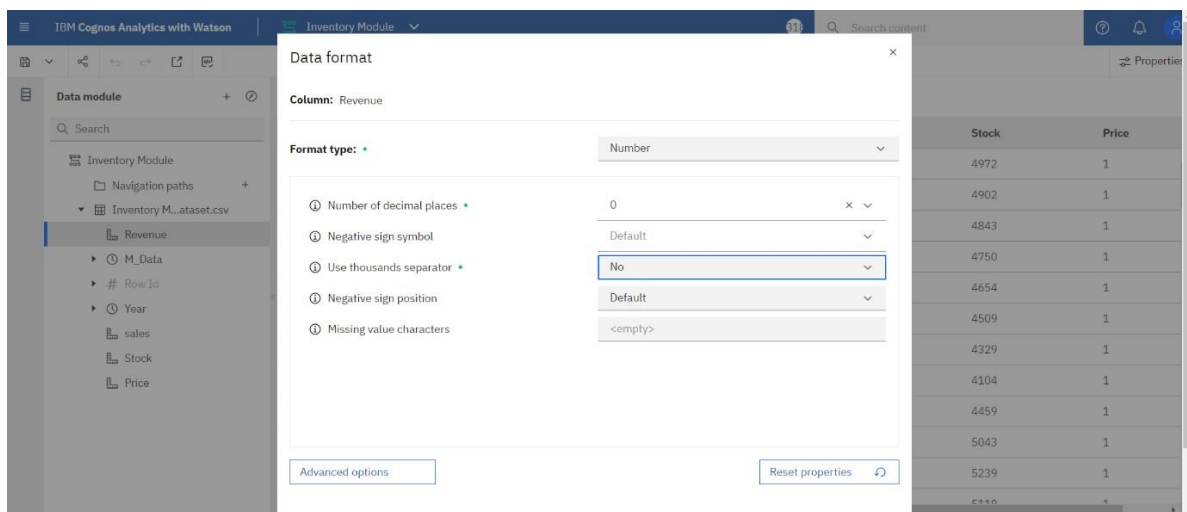 IBM Cognos Analytics with Watson
Inventory Module
Search content
Properties
Data module
Search
Inventory Module
Navigation paths
Inventory M...ataset.csv
Revenue
M_Data
Row Id
Year
sales
Stock
Price
Data format
Column: Revenue
Format type: Number
Number of decimal places 0
Negative sign symbol Default
Use thousands separator No
Negative sign position Default
Missing value characters <empty>
Advanced options
Reset properties
Stock Price
4972 1
4902 1
4843 1
4750 1
4654 1
4509 1
4329 1
4104 1
4459 1
5043 1
5239 1